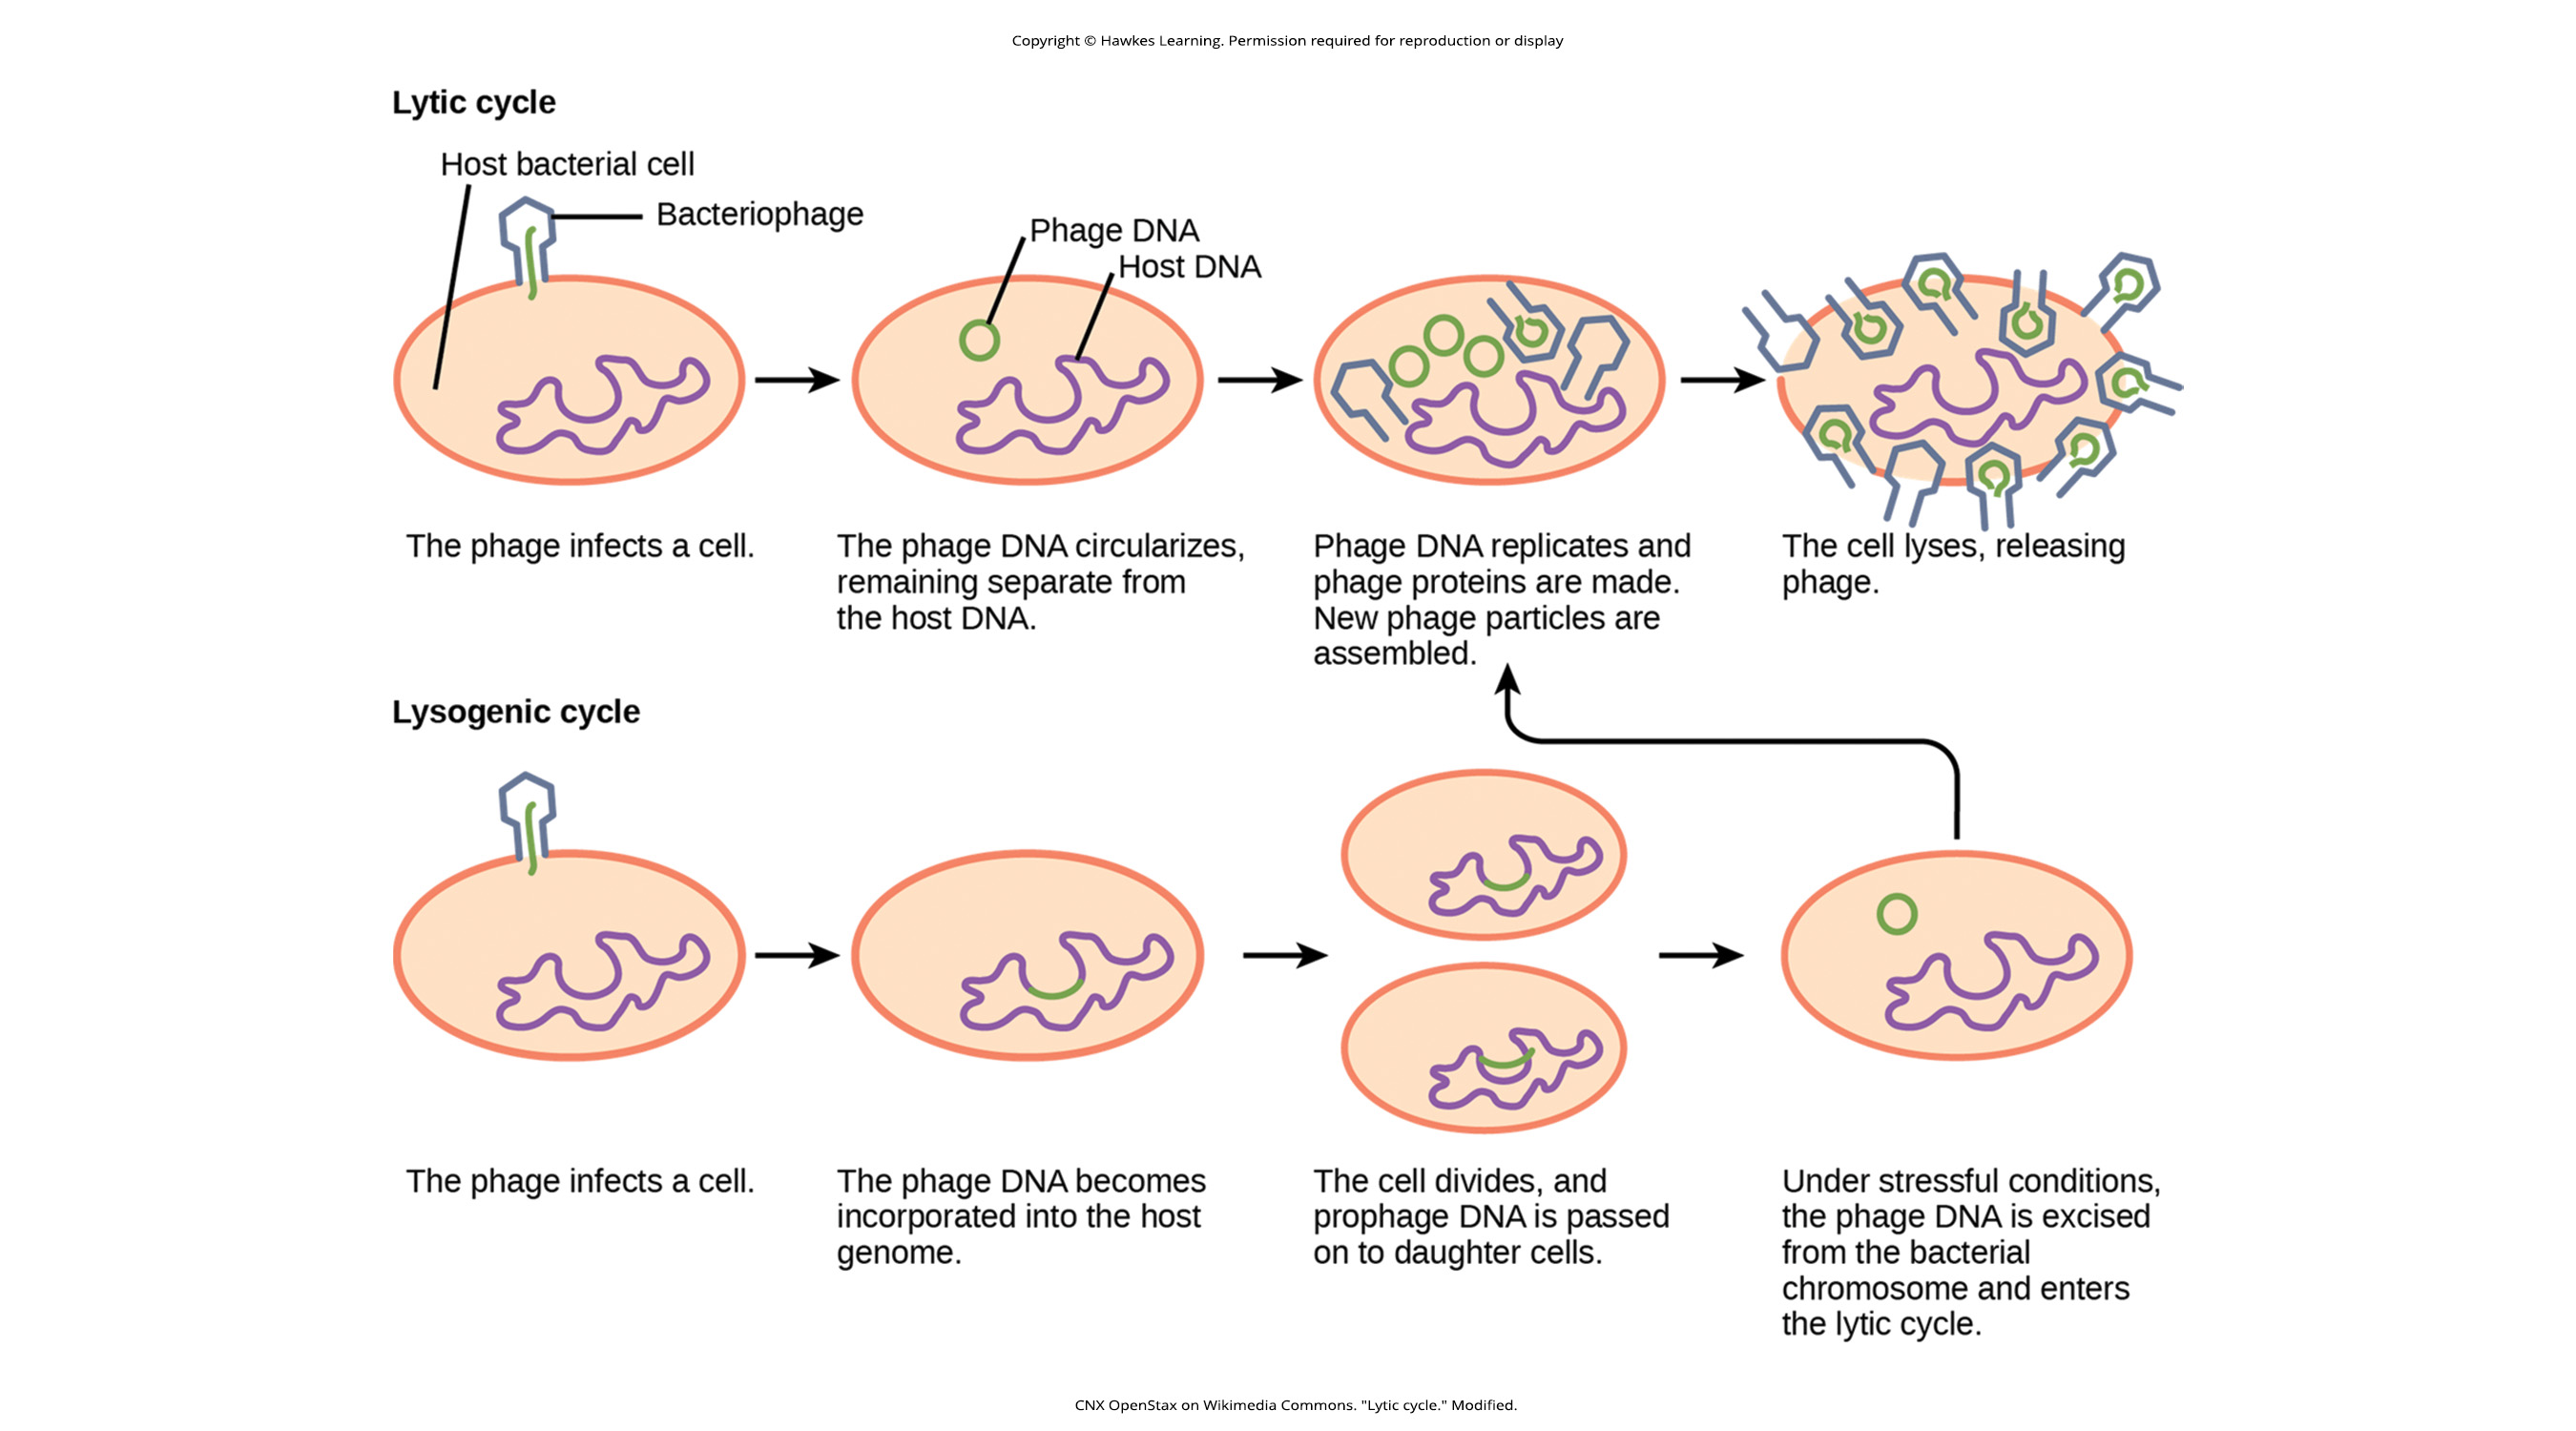 Copyright © Hawkes Learning. Permission required for reproduction or display
Lytic cycle
Host bacterial cell
Bacteriophage
Phage DNA
Host DNA
The phage infects a cell.
The phage DNA circularizes,
remaining separate from
the host DNA.
Phage DNA replicates and
phage proteins are made.
New phage particles are
assembled.
The cell lyses, releasing
phage.
Lysogenic cycle
The phage infects a cell.
The phage DNA becomes
incorporated into the host
genome.
The cell divides, and
prophage DNA is passed
on to daughter cells.
Under stressful conditions,
the phage DNA is excised
from the bacterial
chromosome and enters
the lytic cycle.
CNX OpenStax on Wikimedia Commons. "Lytic cycle." Modified.